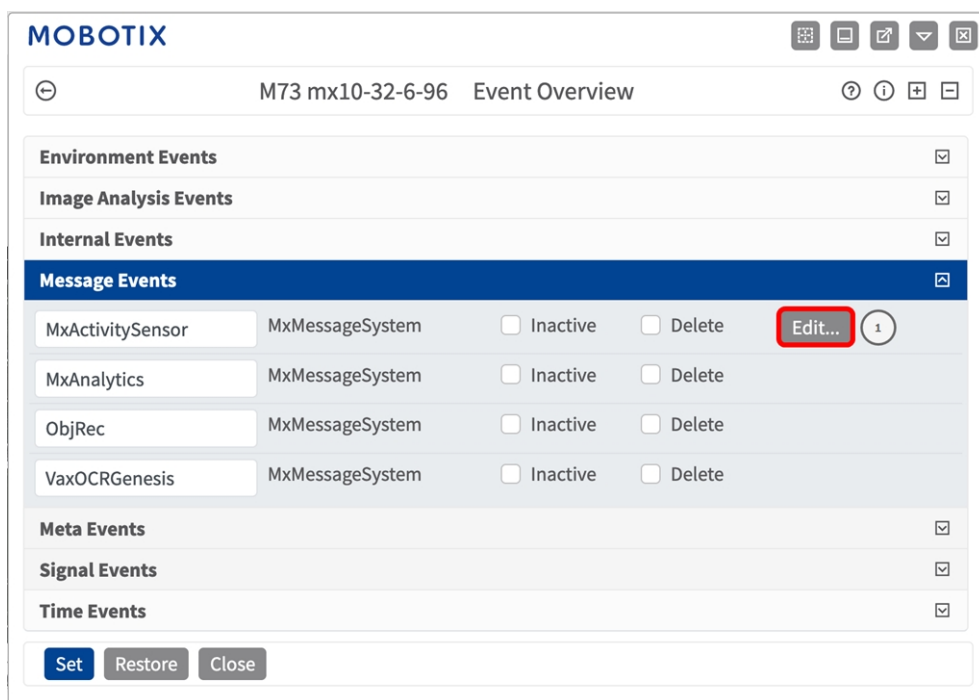 MOBOTIX
M73 mx10-32-6-96 Event Overview
Environment Events
Image Analysis Events
Internal Events
Message Events
MxActivitySensor MxMessageSystem Inactive Delete Edit... 1
MxAnalytics MxMessageSystem Inactive Delete
ObjRec MxMessageSystem Inactive Delete
VaxOCRGenesis MxMessageSystem Inactive Delete
Meta Events
Signal Events
Time Events
Set Restore Close